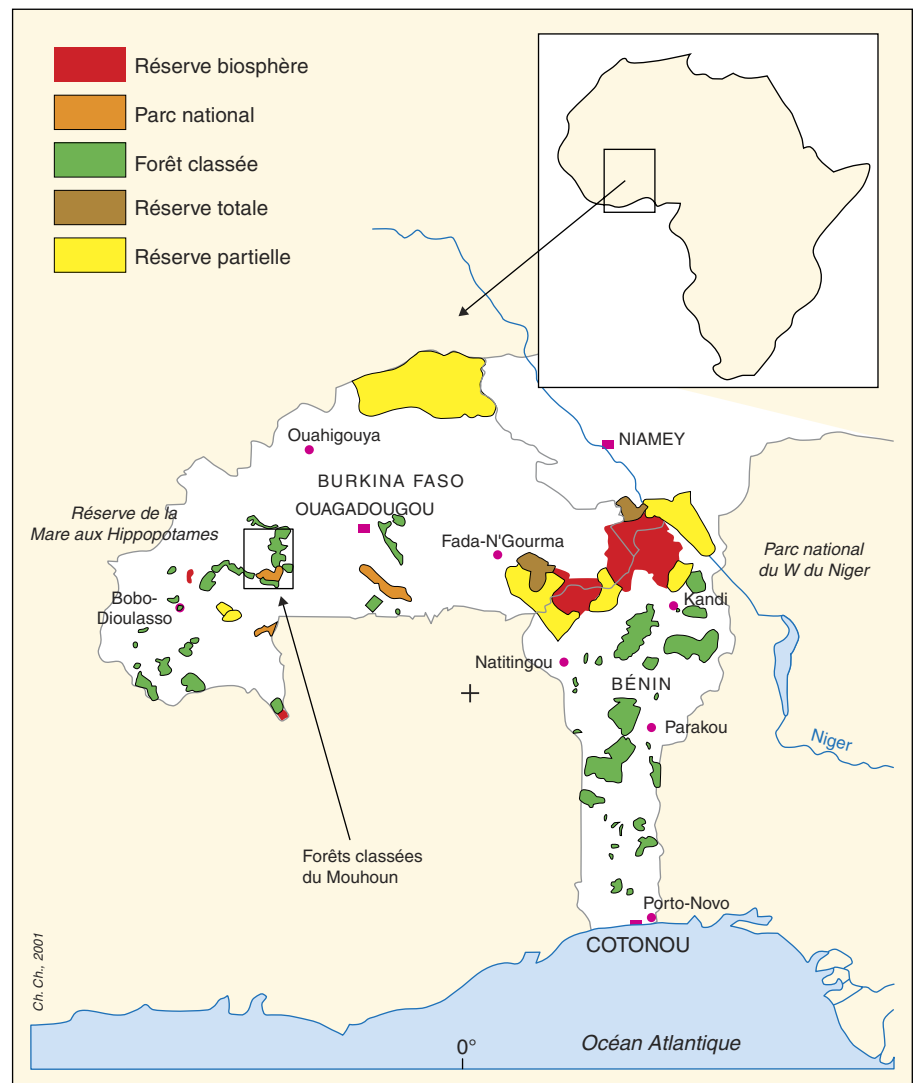 Réserve biosphère
Parc national
Forêt classée
Réserve totale
Réserve partielle
Ouahigouya
NIAMEY
BURKINA FASO
OUAGADOUGOU
Réserve de la
Mare aux Hippopotames
Fada-N'Gourma
Parc national
du W du Niger
Bobo-
Dioulasso
Kandi
Natitingou
BÉNIN
Parakou
Niger
Forêts classées
du Mouhoun
Porto-Novo
COTONOU
Ch. Ch., 2001
0°
Océan Atlantique